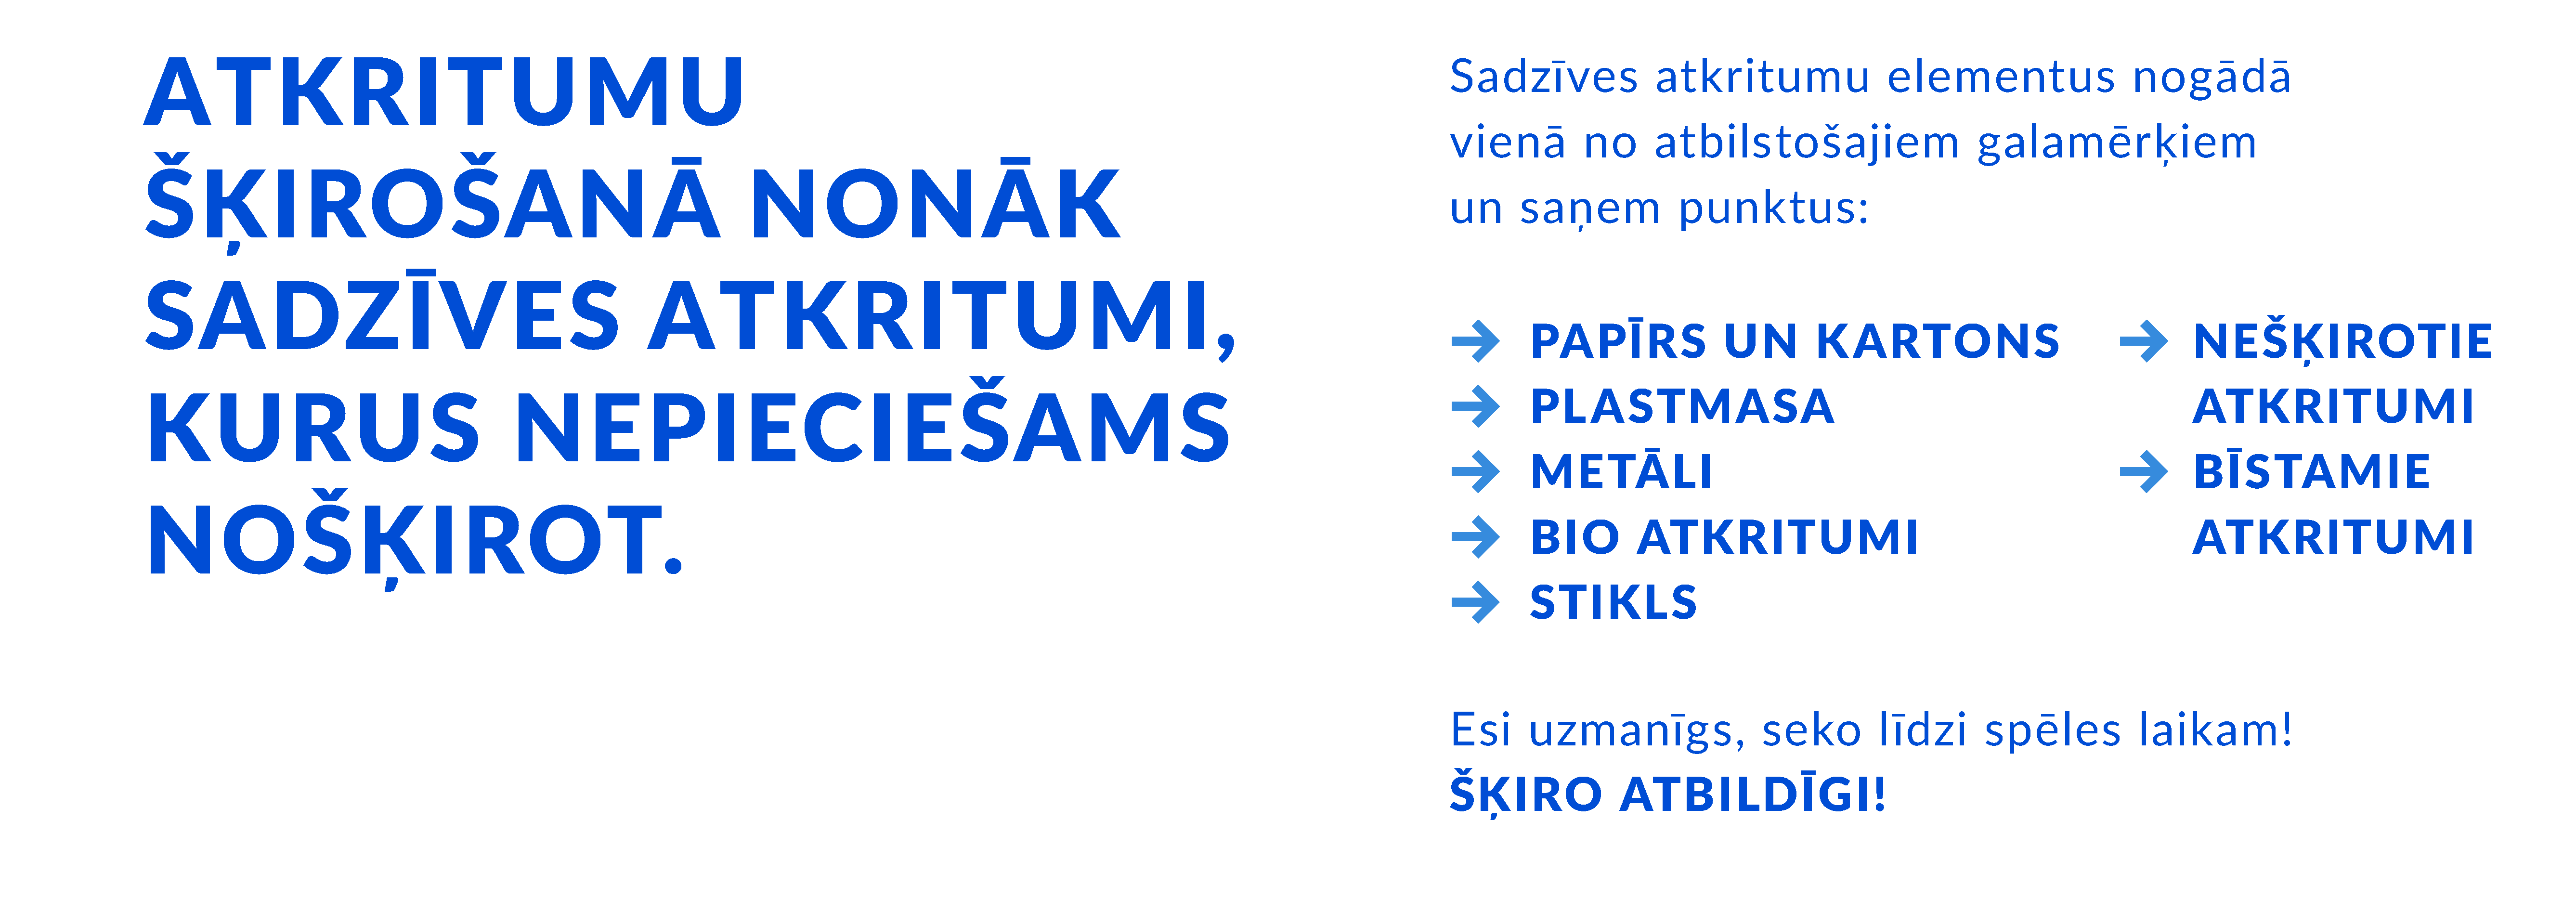 ATKRITUMU
ŠĶIROŠANĀ NONĀK
SADZĪVES ATKRITUMI,
KURUS NEPIECIEŠAMS
NOŠĶIROT.
Sadzīves atkritumu elementus nogādā
vienā no atbilstošajiem galamērķiem
un saņem punktus:
→ PAPĪRS UN KARTONS
→ PLASTMASA
→ METĀLI
→ BIO ATKRITUMI
→ STIKLS
→ NEŠĶIROTIE
ATKRITUMI
→ BĪSTAMIE
ATKRITUMI
Esi uzmanīgs, seko līdzi spēles laikam!
ŠĶIRO ATBILDĪGI!